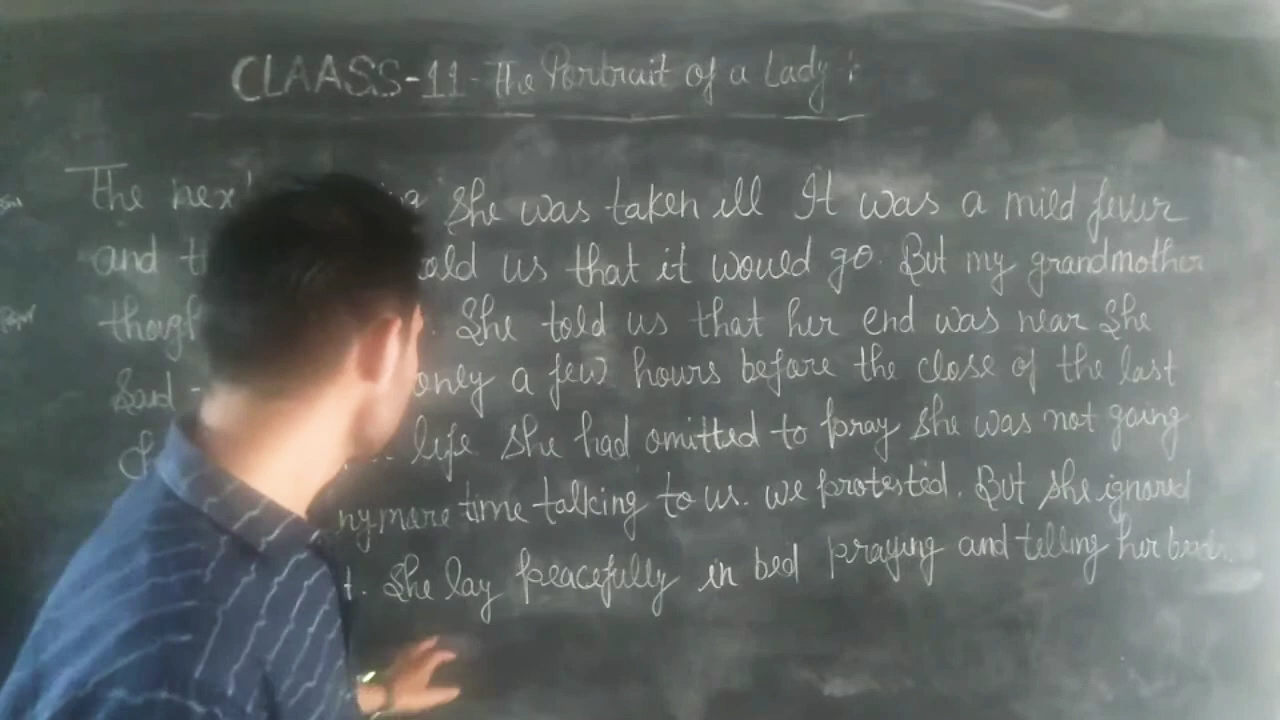 CLAASS-11-The Portrait of a Lady:
The she was taken ill It was a mild fever
and us that it would go. But my grandmother
She told us that her end was near She
Said - only a few hours before the close of the last
life She had omitted to pray she was not going
time talking to us. we protested. But she ignored
She lay peacefully in bed praying and telling her beads.